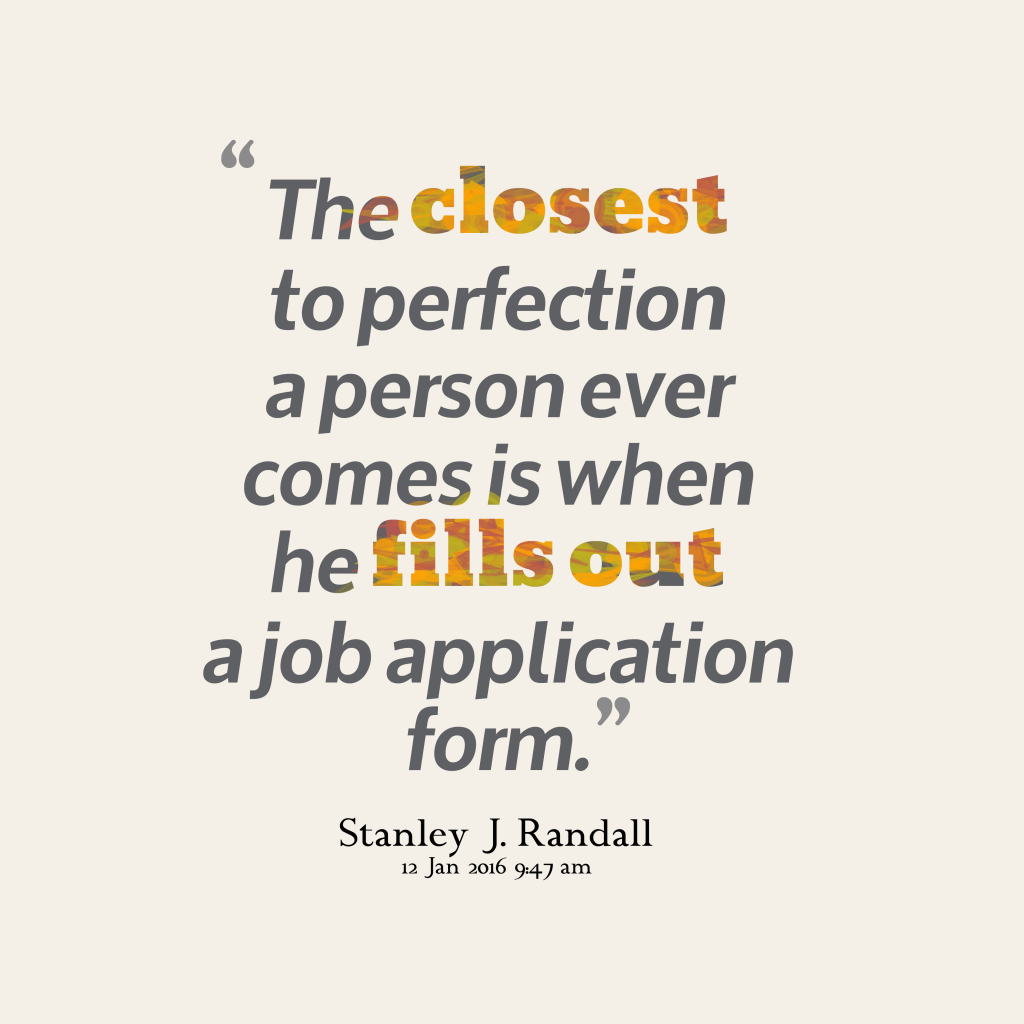 “The closest
to perfection
a person ever
comes is when
he fills out
a job application
form.”
Stanley J. Randall
12 Jan 2016 9:47 am